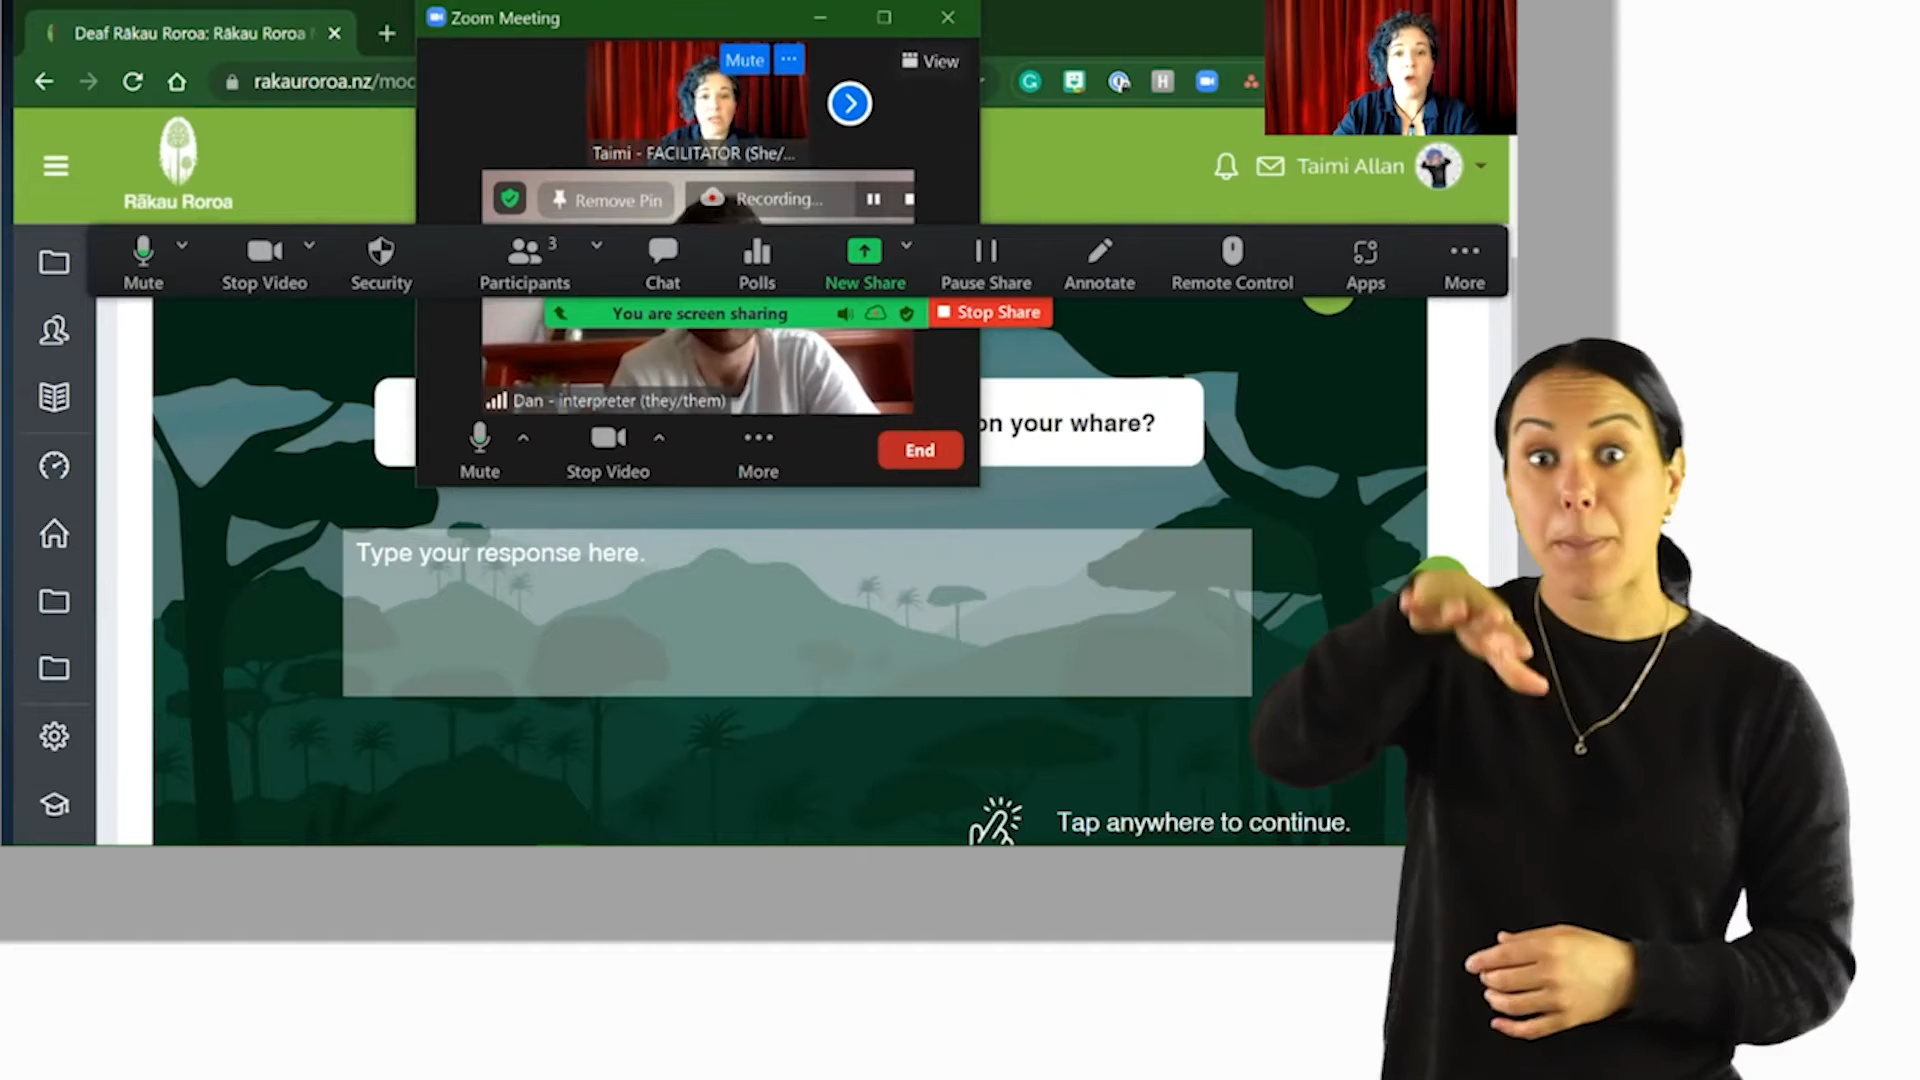 Deaf Rākau Roroa: Rākau Roroa
Zoom Meeting
rakauroroa.nz/moc
Mute
View
Taimi - FACILITATOR (She/...
Rākau Roroa
Taimi Allan
Remove Pin
Recording...
Mute
Stop Video
Security
Participants 3
Chat
Polls
New Share
Pause Share
Annotate
Remote Control
Apps
More
You are screen sharing
Stop Share
Dan - interpreter (they/them)
on your whare?
Mute
Stop Video
More
End
Type your response here.
Tap anywhere to continue.